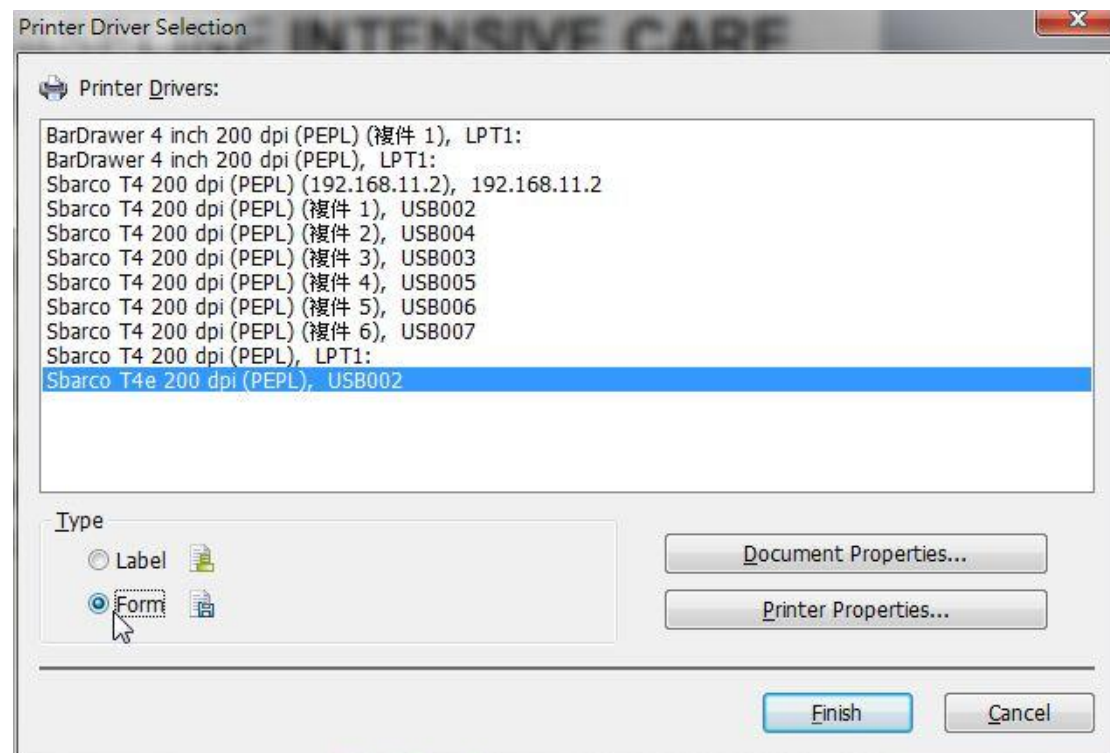 Printer Driver Selection
INTENSIVE CARE
Printer Drivers:
BarDrawer 4 inch 200 dpi (PEPL) (複件 1), LPT1:
BarDrawer 4 inch 200 dpi (PEPL), LPT1:
Sbarco T4 200 dpi (PEPL) (192.168.11.2), 192.168.11.2
Sbarco T4 200 dpi (PEPL) (複件 1), USB002
Sbarco T4 200 dpi (PEPL) (複件 2), USB004
Sbarco T4 200 dpi (PEPL) (複件 3), USB003
Sbarco T4 200 dpi (PEPL) (複件 4), USB005
Sbarco T4 200 dpi (PEPL) (複件 5), USB006
Sbarco T4 200 dpi (PEPL) (複件 6), USB007
Sbarco T4 200 dpi (PEPL), LPT1:
Sbarco T4e 200 dpi (PEPL), USB002
Type
Label
Form
Document Properties...
Printer Properties...
Finish
Cancel